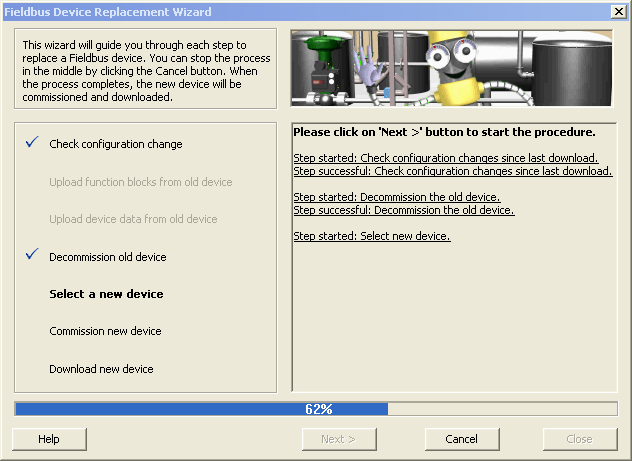 Fieldbus Device Replacement Wizard
This wizard will guide you through each step to
replace a Fieldbus device. You can stop the process
in the middle by clicking the Cancel button. When
the process completes, the new device will be
commissioned and downloaded.
Check configuration change
Upload function blocks from old device
Upload device data from old device
Decommission old device
Select a new device
Commission new device
Download new device
Please click on 'Next >' button to start the procedure.
Step started: Check configuration changes since last download.
Step successful: Check configuration changes since last download.
Step started: Decommission the old device.
Step successful: Decommission the old device.
Step started: Select new device.
62%
Help
Next >
Cancel
Close